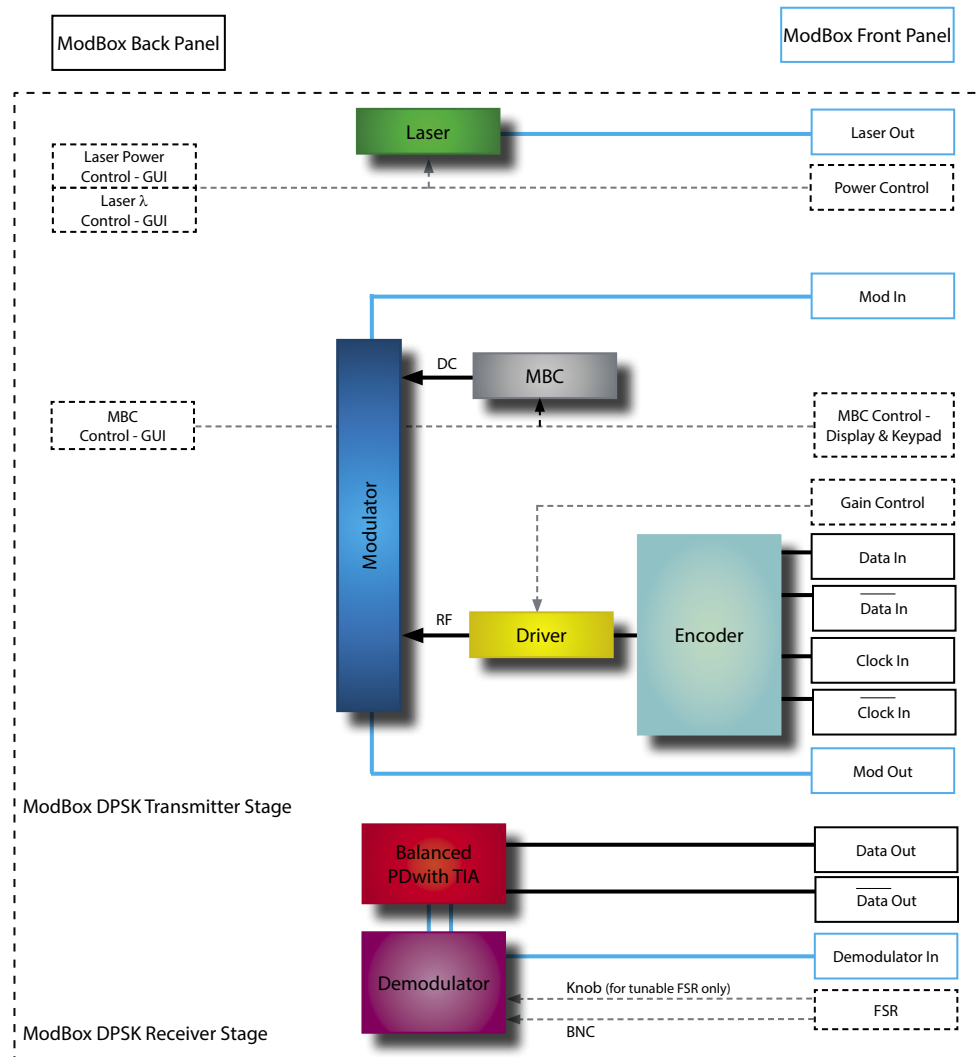 ModBox Back Panel
ModBox Front Panel
Laser
Laser Out
Laser Power
Control - GUI
Laser λ
Control - GUI
Power Control
Mod In
DC
MBC
MBC
Control - GUI
MBC Control -
Display & Keypad
Gain Control
Modulator
Data In
Data In
RF
Driver
Encoder
Clock In
Clock In
Mod Out
ModBox DPSK Transmitter Stage
Balanced
PDwith TIA
Data Out
Data Out
Demodulator
Demodulator In
Knob (for tunable FSR only)
FSR
BNC
ModBox DPSK Receiver Stage